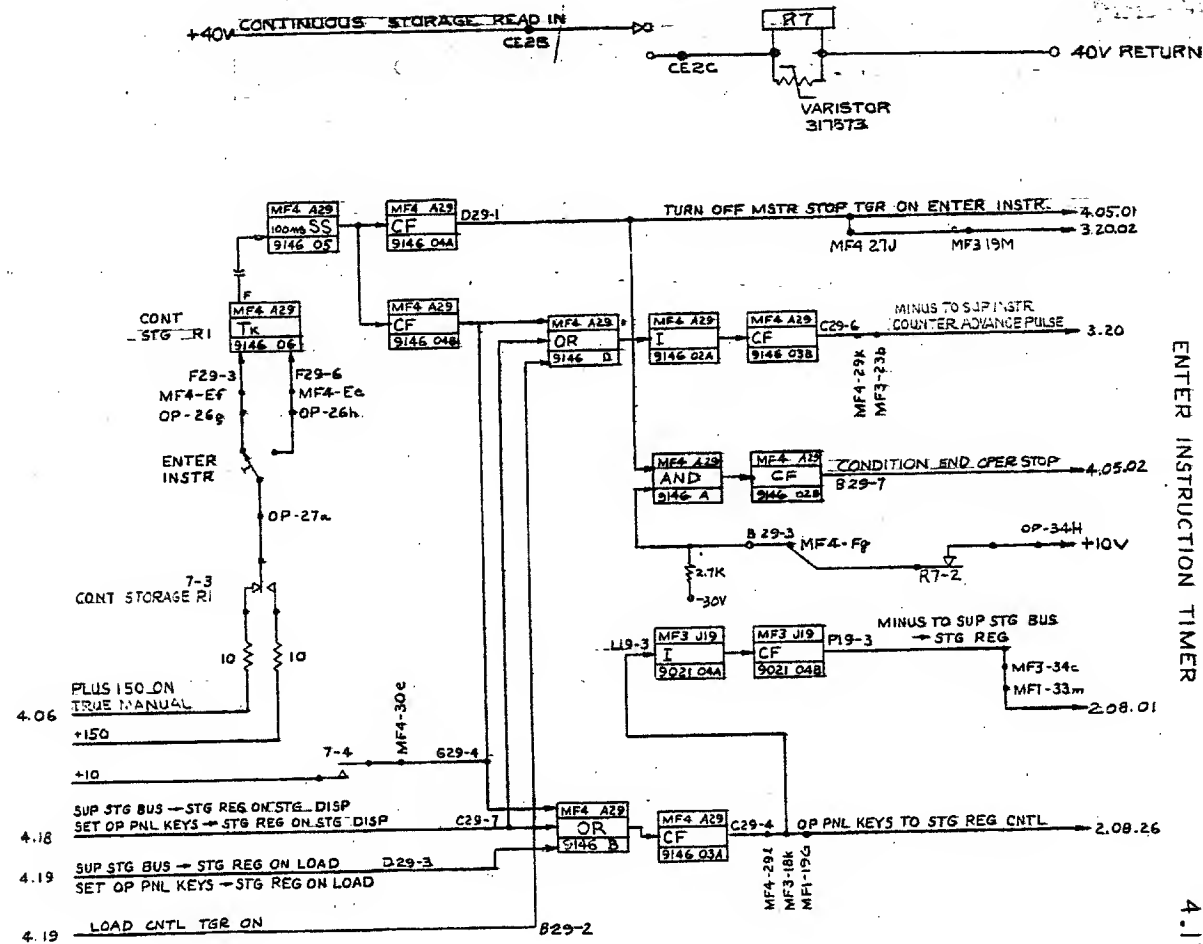 +40V CONTINUOUS STORAGE READ IN
CE2B
R7
CE2C
40V RETURN
VARISTOR
317573
MF4 A29
100ms SS
9146 05
MF4 A29
CF
9146 04A
D29-1
TURN OFF MSTR STOP TGR ON ENTER INSTR.
4.05.01
3.20.02
MF4 27J
MF3 19M
F
CONT
STG RI
MF4 A29
TK
9146 06
MF4 A29
CF
9146 04B
MF4 A29
OR
9146 D
MF4 A29
I
9146 02A
MF4 A29
CF
9146 03B
C29-6
MINUS TO SUP INSTR
COUNTER ADVANCE PULSE
3.20
MF4-29K
MF3-23b
F29-3
F29-6
MF4-Ef
MF4-Ee
OP-26g
OP-26h
ENTER
INSTR
OP-27a
MF4 A29
AND
9146 A
MF4 A29
CF
9146 02B
CONDITION END OPER STOP
B29-7
4.05.02
B29-3
MF4-Fg
OP-34H
+10V
R7-2
2.7K
-30V
7-3
CONT STORAGE RI
10
10
L19-3
MF3 J19
I
9021 04A
MF3 J19
CF
9021 04B
P19-3
MINUS TO SUP STG BUS
→ STG REG
MF3-34c
MF1-33m
2.08.01
4.06
PLUS 150 ON
TRUE MANUAL
+150
+10
7-4
MF4-30e
G29-4
4.18
SUP STG BUS → STG REG ON STG DISP
SET OP PNL KEYS → STG REG ON STG DISP
C29-7
MF4 A29
OR
9146 B
MF4 A29
CF
9146 03A
C29-4
OP PNL KEYS TO STG REG CNTL
2.08.26
MF4-29l
MF3-18k
MF1-19G
4.19
SUP STG BUS → STG REG ON LOAD
D29-3
SET OP PNL KEYS → STG REG ON LOAD
4.19
LOAD CNTL TGR ON
B29-2
ENTER INSTRUCTION TIMER